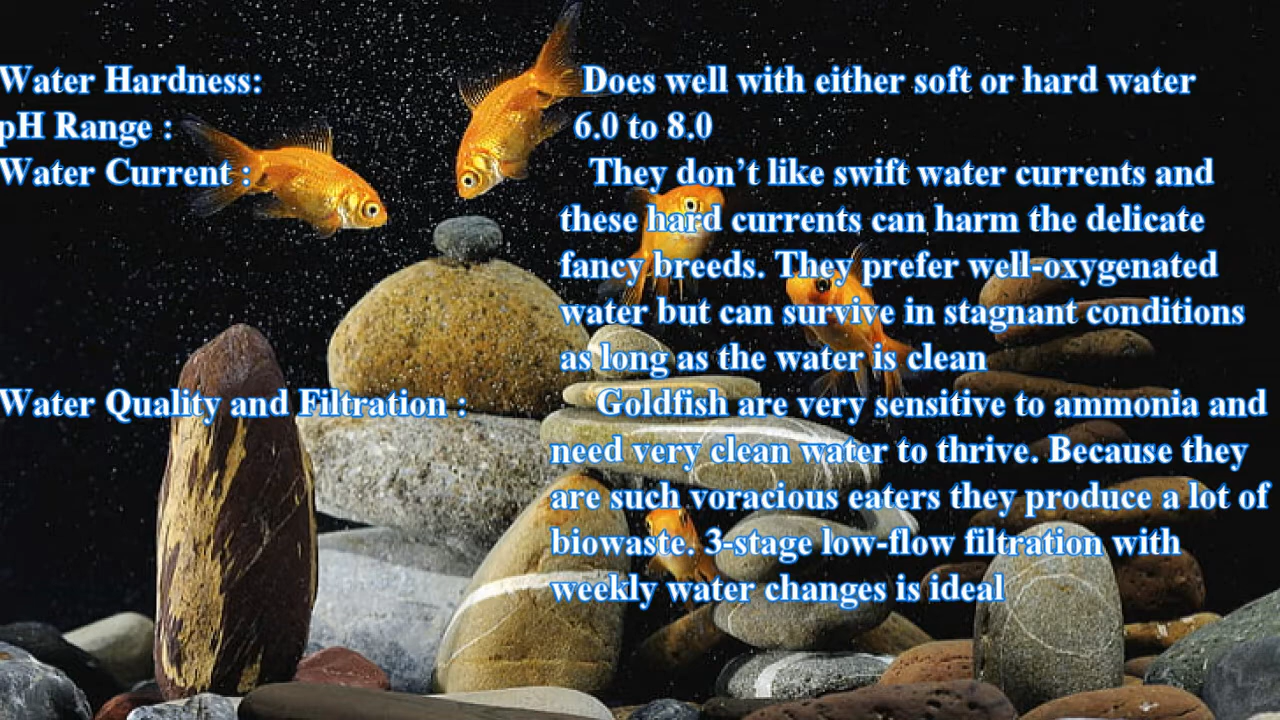 Water Hardness: Does well with either soft or hard water
pH Range : 6.0 to 8.0
Water Current : They don’t like swift water currents and
these hard currents can harm the delicate
fancy breeds. They prefer well-oxygenated
water but can survive in stagnant conditions
as long as the water is clean
Water Quality and Filtration : Goldfish are very sensitive to ammonia and
need very clean water to thrive. Because they
are such voracious eaters they produce a lot of
biowaste. 3-stage low-flow filtration with
weekly water changes is ideal